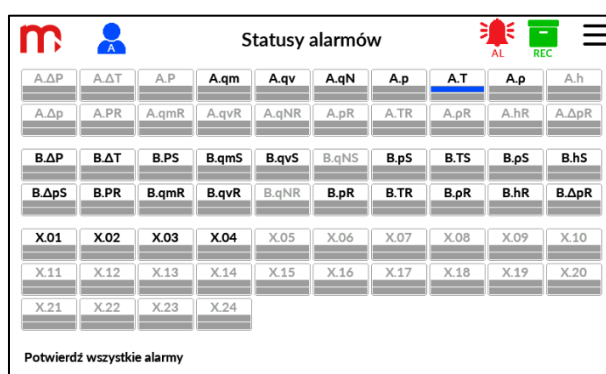 m
Statusy alarmów
A
AL
REC
A.ΔP A.ΔT A.P A.qm A.qv A.qN A.p A.T A.ρ A.h
A.Δp A.PR A.qmR A.qvR A.qNR A.pR A.TR A.ρR A.hR A.ΔpR
B.ΔP B.ΔT B.PS B.qmS B.qvS B.qNS B.pS B.TS B.ρS B.hS
B.ΔpS B.PR B.qmR B.qvR B.qNR B.pR B.TR B.ρR B.hR B.ΔpR
X.01 X.02 X.03 X.04 X.05 X.06 X.07 X.08 X.09 X.10
X.11 X.12 X.13 X.14 X.15 X.16 X.17 X.18 X.19 X.20
X.21 X.22 X.23 X.24
Potwierdź wszystkie alarmy